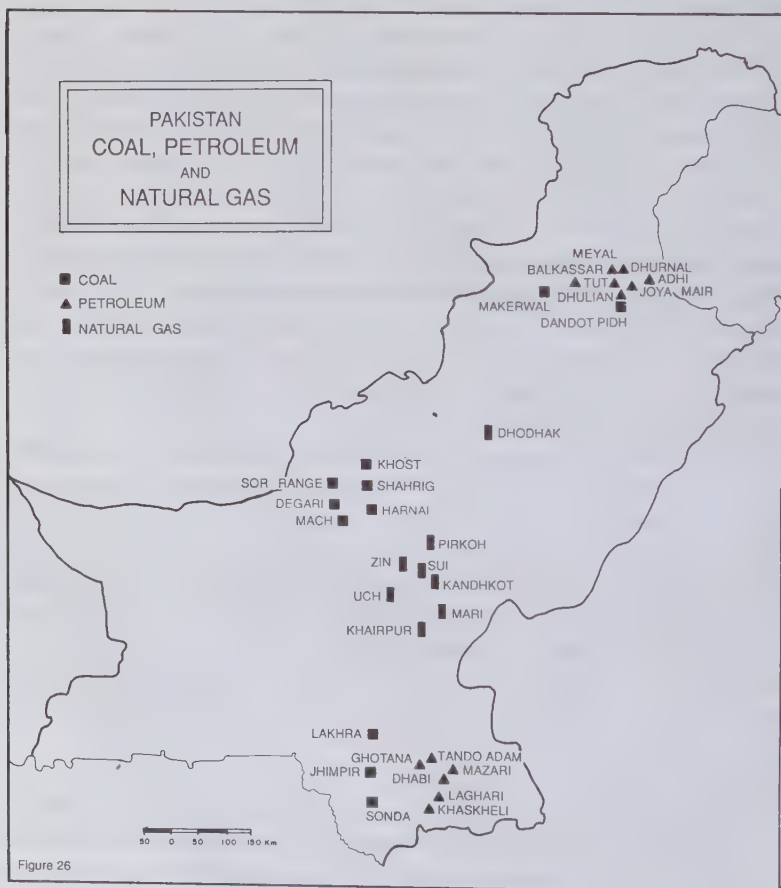 PAKISTAN
COAL, PETROLEUM
AND
NATURAL GAS
COAL
PETROLEUM
NATURAL GAS
MEYAL
BALKASSAR
DHURNAL
TUT
ADHI
JOYA MAIR
MAKERWAL
DHULIAN
DANDOT PIDH
DHODHAK
KHOST
SOR RANGE
SHAHRIG
DEGARI
HARNAI
MACH
PIRKOH
ZIN
SUI
KANDHKOT
UCH
MARI
KHAIRPUR
LAKHRA
GHOTANA
TANDO ADAM
JHIMPIR
MAZARI
DHABI
LAGHARI
SONDA
KHASKHELI
50 0 50 100 150 Km
Figure 26